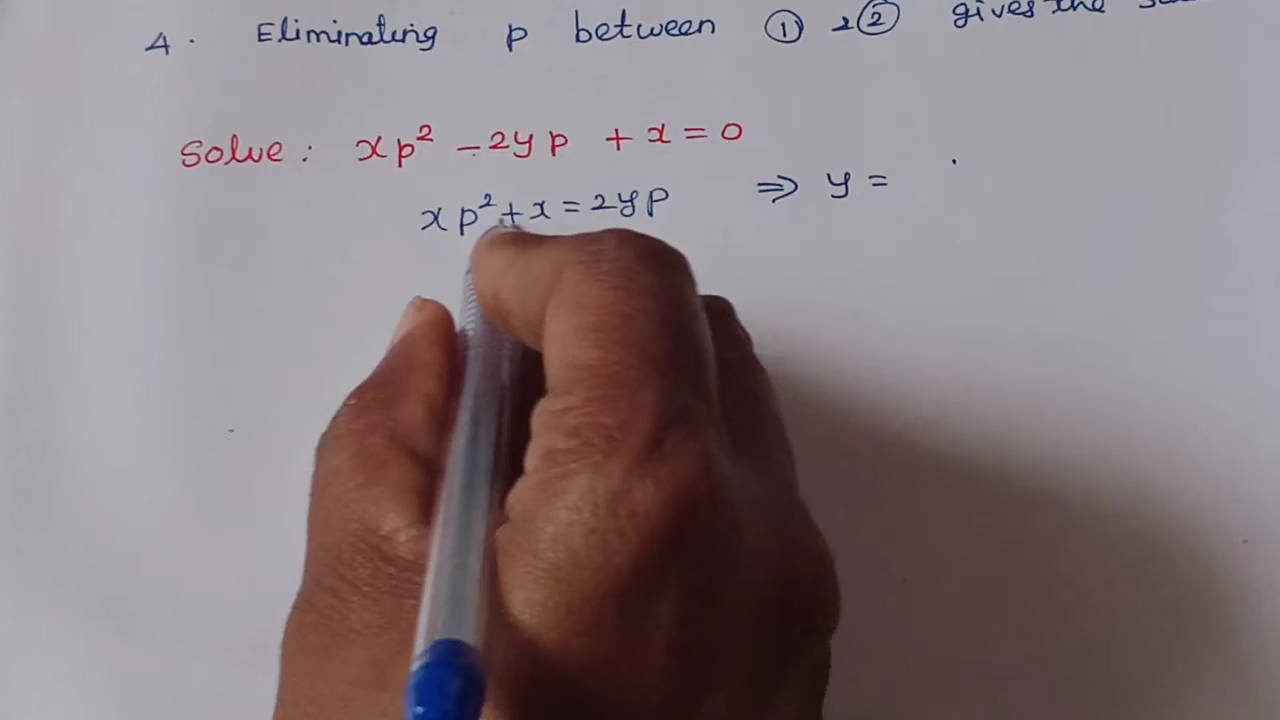 4. Eliminating p between ① & ② gives the
Solve: xp² - 2yp + x = 0
xp² + x = 2yp ⇒ y =